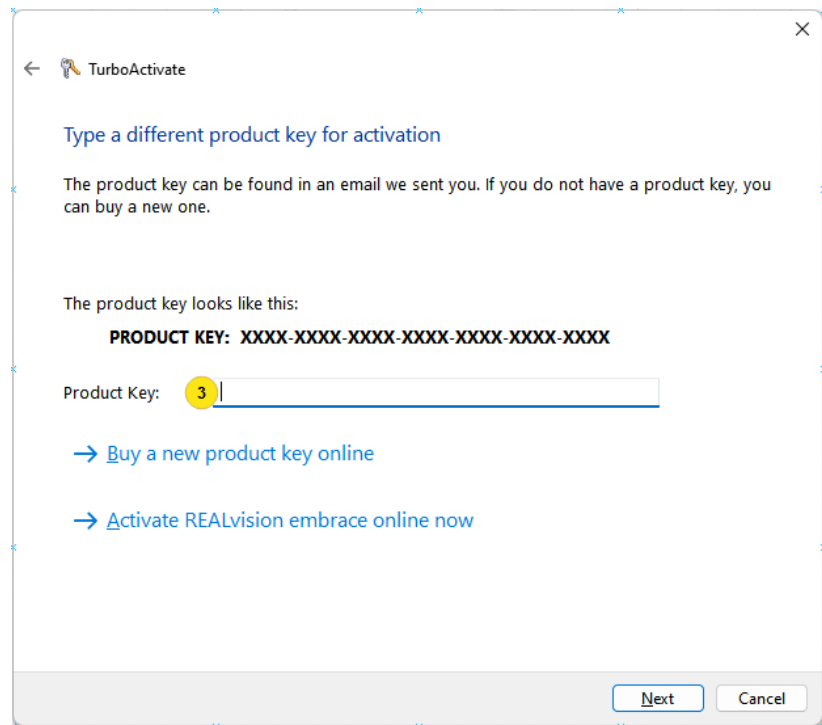 TurboActivate
Type a different product key for activation
The product key can be found in an email we sent you. If you do not have a product key, you
can buy a new one.
The product key looks like this:
PRODUCT KEY: XXXX-XXXX-XXXX-XXXX-XXXX-XXXX-XXXX
Product Key: 3
Buy a new product key online
Activate REALvision embrace online now
Next Cancel